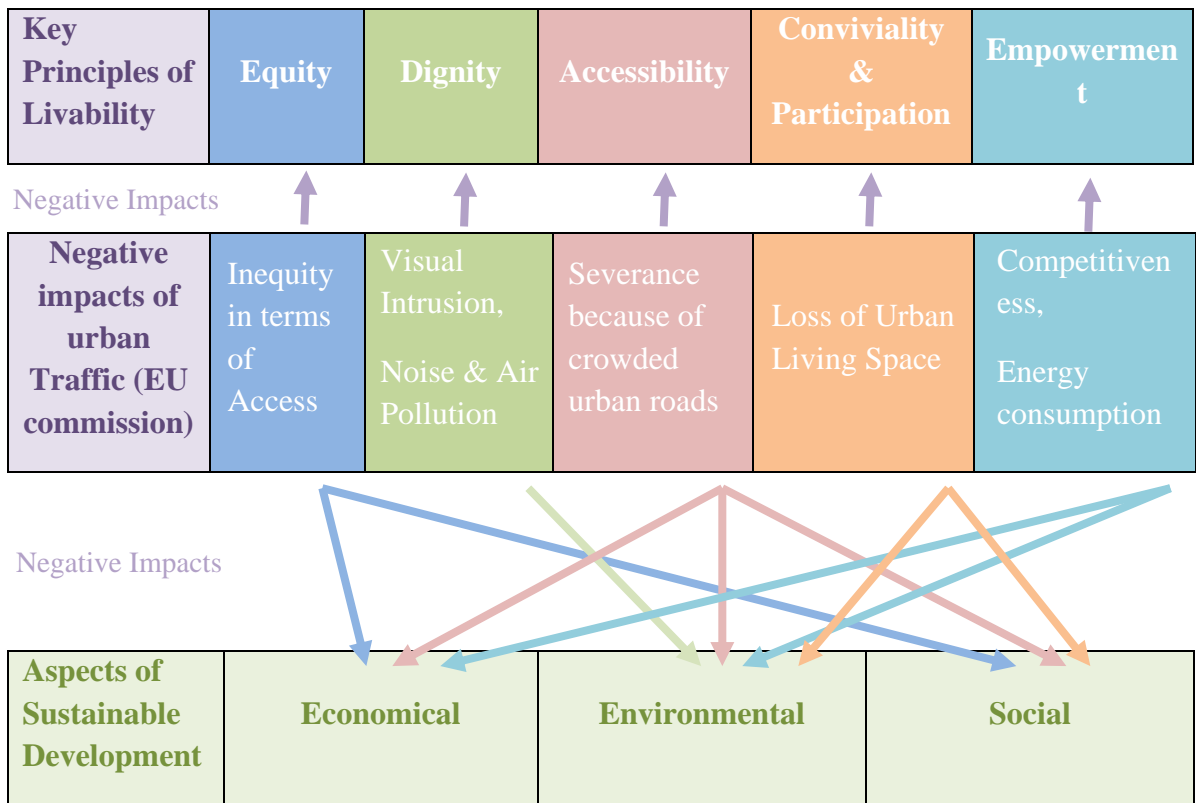 Key
Principles of
Livability
Equity
Dignity
Accessibility
Conviviality
&
Participation
Empowermen
t
Negative Impacts
Negative
impacts of
urban
Traffic (EU
commission)
Inequity
in terms
of
Access
Visual
Intrusion,
Noise & Air
Pollution
Severance
because of
crowded
urban roads
Loss of Urban
Living Space
Competitiven
ess,
Energy
consumption
Negative Impacts
Aspects of
Sustainable
Development
Economical
Environmental
Social